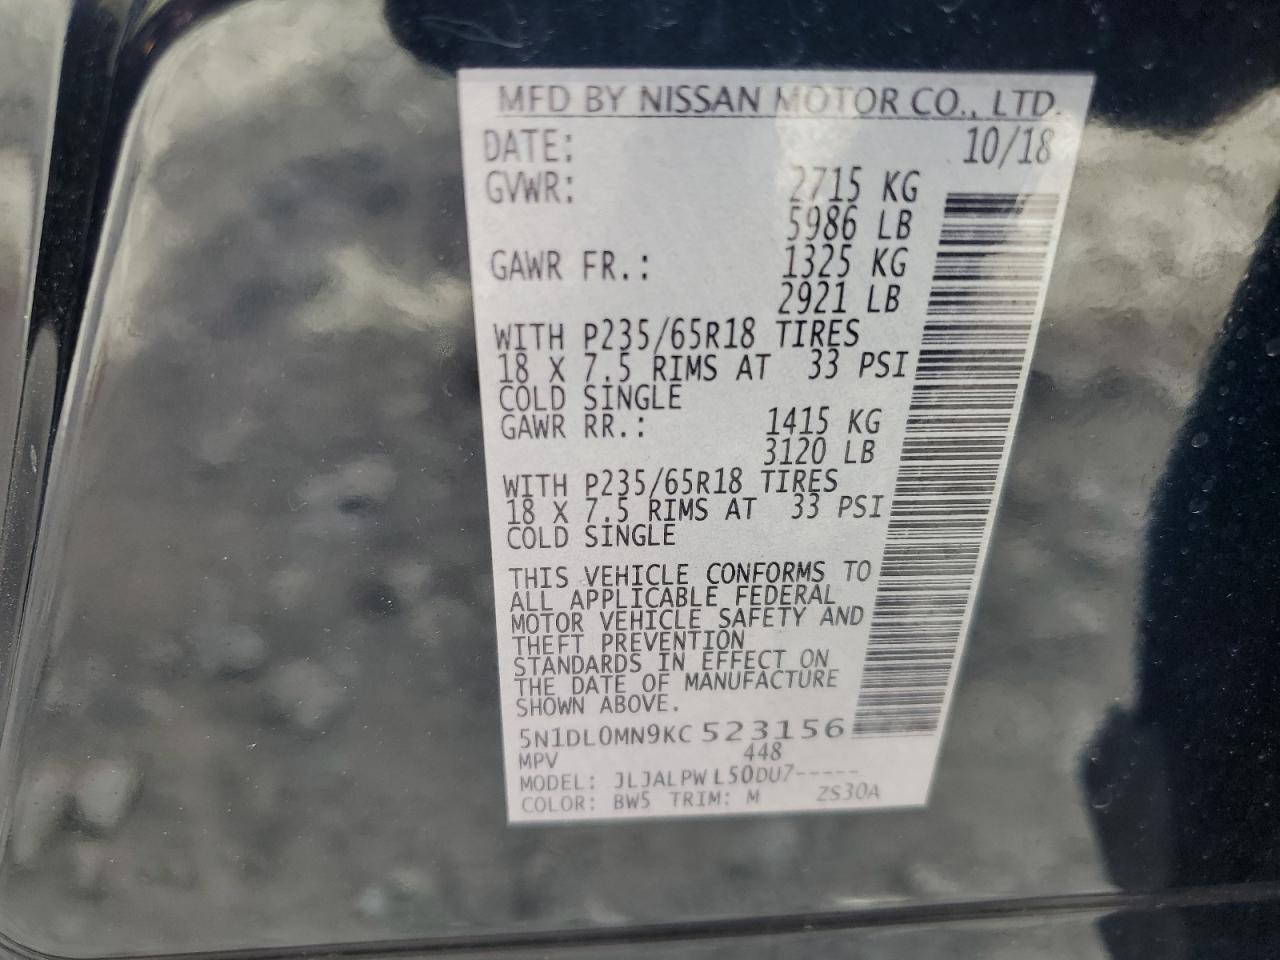 MFD BY NISSAN MOTOR CO., LTD.
DATE: 10/18
GVWR: 2715 KG
5986 LB
GAWR FR.: 1325 KG
2921 LB
WITH P235/65R18 TIRES
18 X 7.5 RIMS AT 33 PSI
COLD SINGLE
GAWR RR.: 1415 KG
3120 LB
WITH P235/65R18 TIRES
18 X 7.5 RIMS AT 33 PSI
COLD SINGLE
THIS VEHICLE CONFORMS TO
ALL APPLICABLE FEDERAL
MOTOR VEHICLE SAFETY AND
THEFT PREVENTION
STANDARDS IN EFFECT ON
THE DATE OF MANUFACTURE
SHOWN ABOVE.
5N1DL0MN9KC523156
MPV 448
MODEL: JLJALPWL50DU7-----
COLOR: BW5 TRIM: M ZS30A